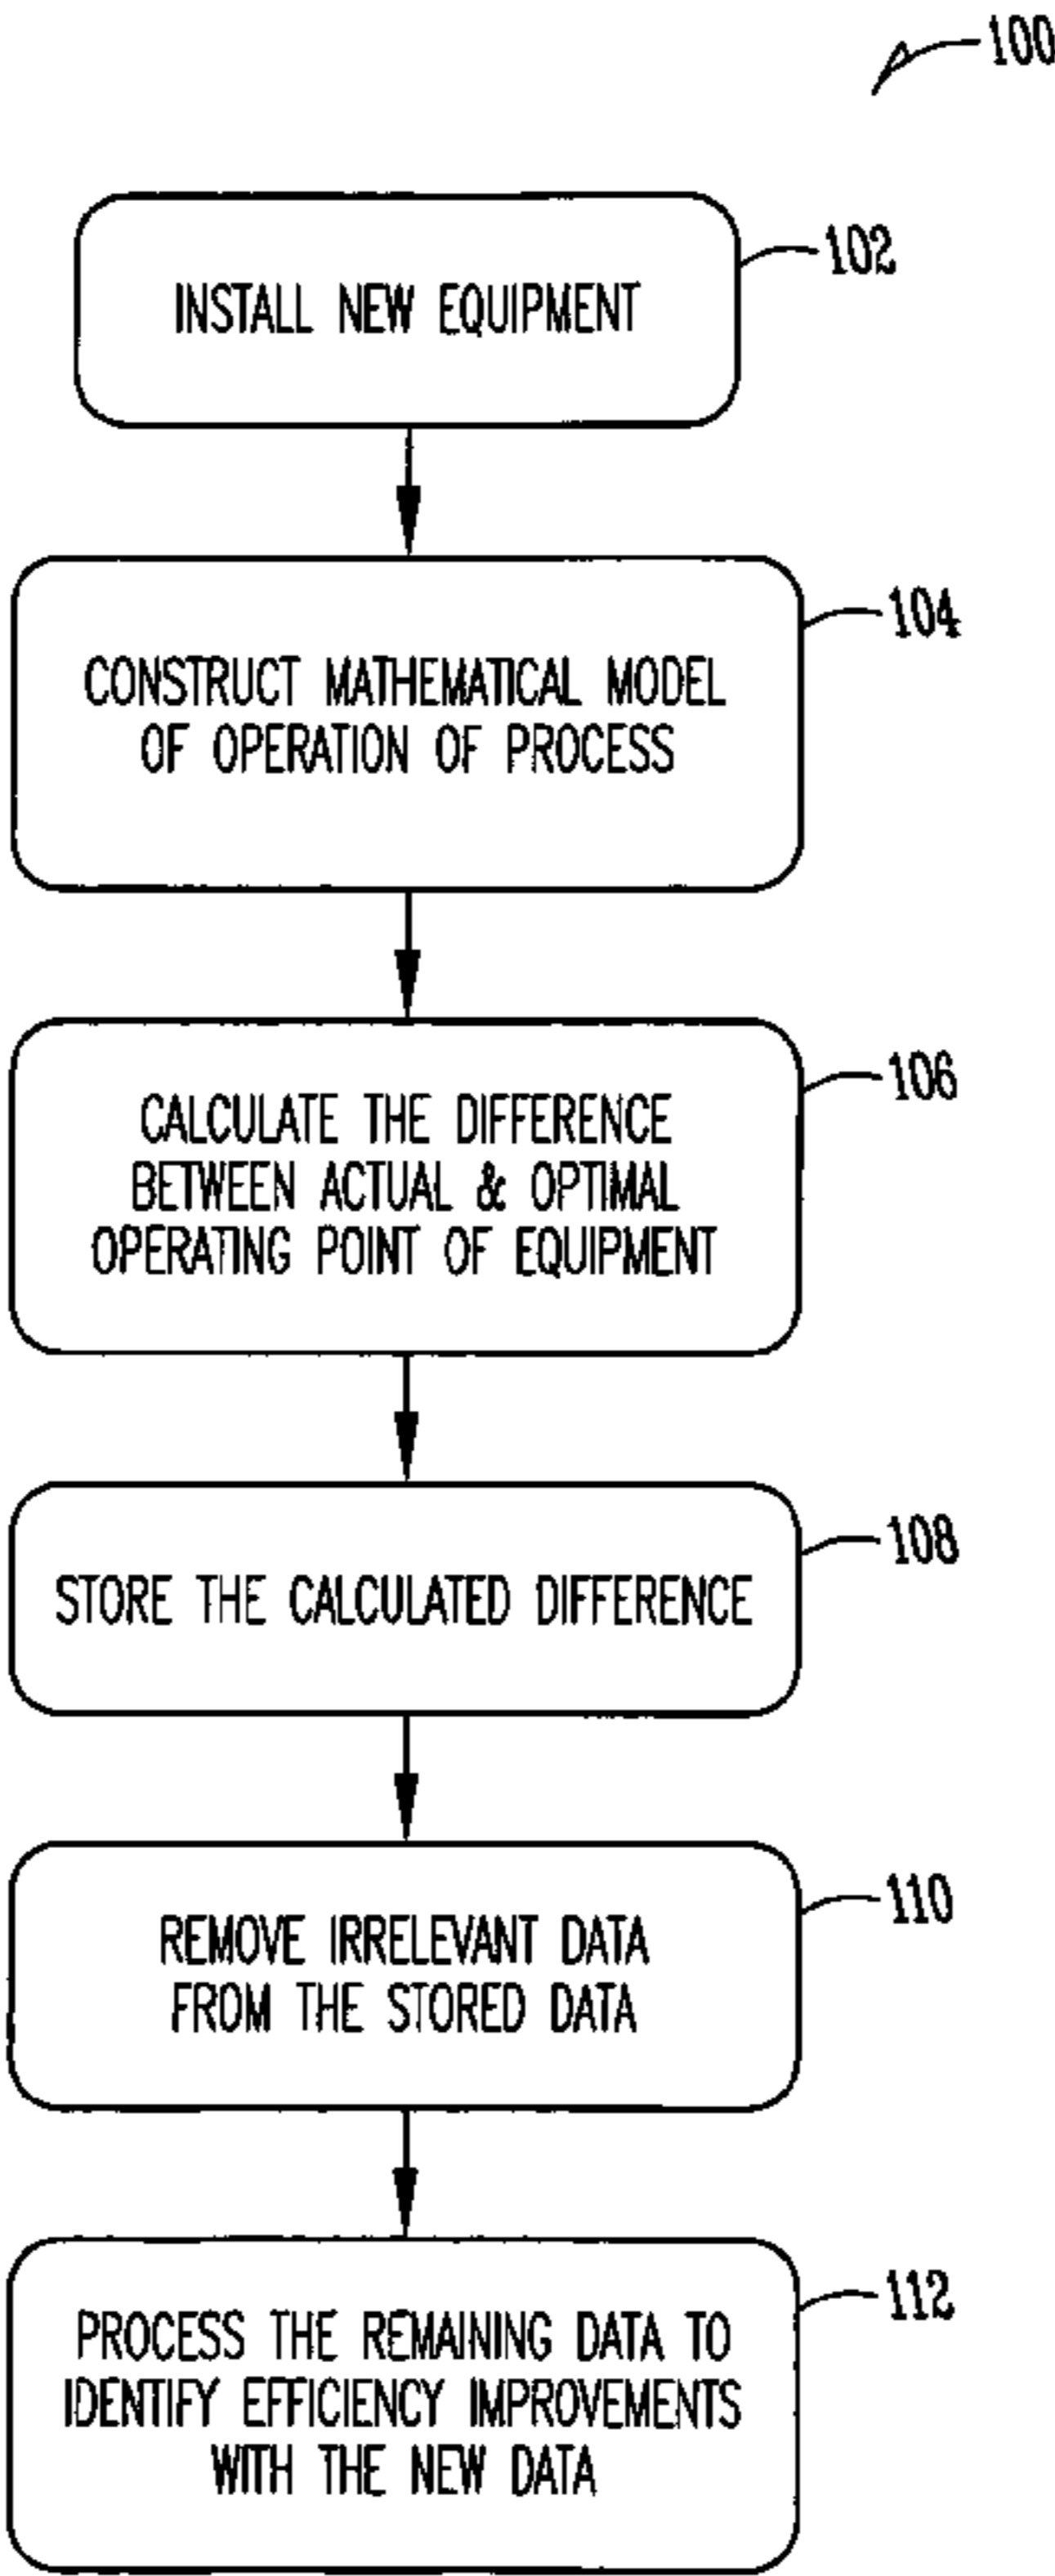 100
INSTALL NEW EQUIPMENT
102
CONSTRUCT MATHEMATICAL MODEL
OF OPERATION OF PROCESS
104
CALCULATE THE DIFFERENCE
BETWEEN ACTUAL & OPTIMAL
OPERATING POINT OF EQUIPMENT
106
STORE THE CALCULATED DIFFERENCE
108
REMOVE IRRELEVANT DATA
FROM THE STORED DATA
110
PROCESS THE REMAINING DATA TO
IDENTIFY EFFICIENCY IMPROVEMENTS
WITH THE NEW DATA
112